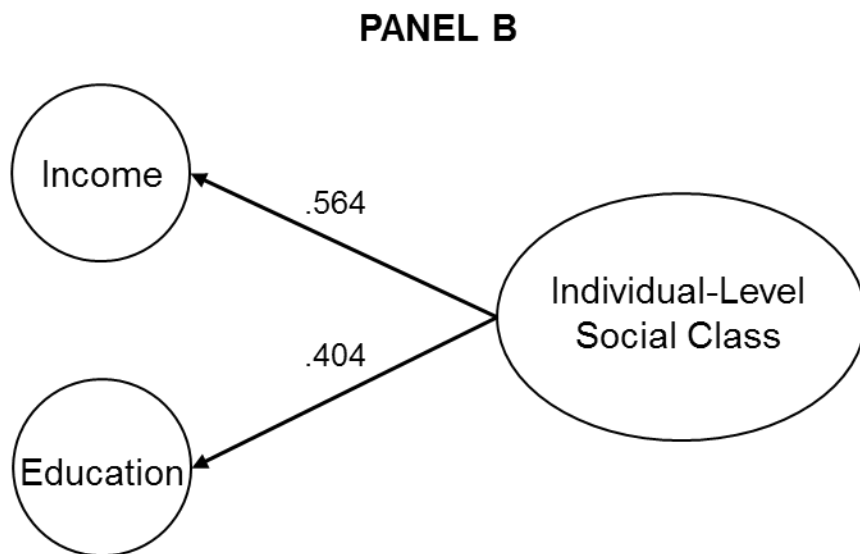 PANEL B
Income
.564
Individual-Level
Social Class
.404
Education